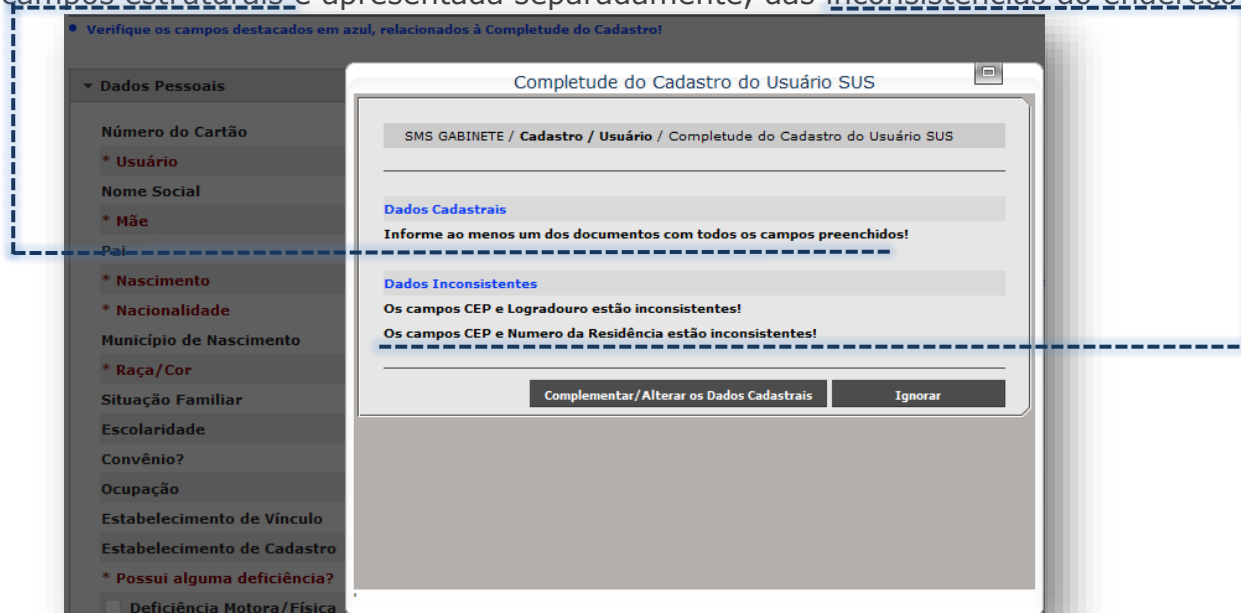 campos estruturais é apresentada separadamente, das inconsistências do endereço
• Verifique os campos destacados em azul, relacionados à Completude do Cadastro!
Dados Pessoais
Número do Cartão
* Usuário
Nome Social
* Mãe
Pai
* Nascimento
* Nacionalidade
Município de Nascimento
* Raça/Cor
Situação Familiar
Escolaridade
Convênio?
Ocupação
Estabelecimento de Vínculo
Estabelecimento de Cadastro
* Possui alguma deficiência?
Deficiência Motora/Física
Completude do Cadastro do Usuário SUS
SMS GABINETE / Cadastro / Usuário / Completude do Cadastro do Usuário SUS
Dados Cadastrais
Informe ao menos um dos documentos com todos os campos preenchidos!
Dados Inconsistentes
Os campos CEP e Logradouro estão inconsistentes!
Os campos CEP e Numero da Residência estão inconsistentes!
Complementar/Alterar os Dados Cadastrais
Ignorar